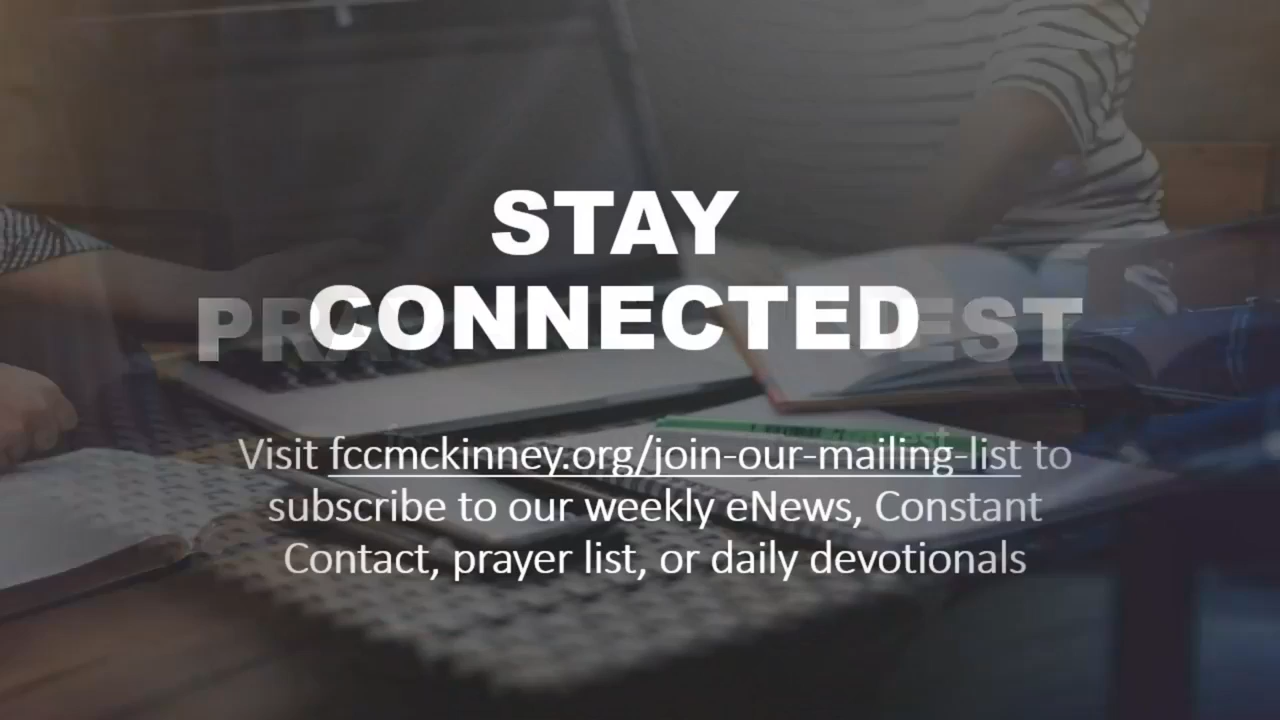 STAY
CONNECTED
Visit fccmckinney.org/join-our-mailing-list to
subscribe to our weekly eNews, Constant
Contact, prayer list, or daily devotionals